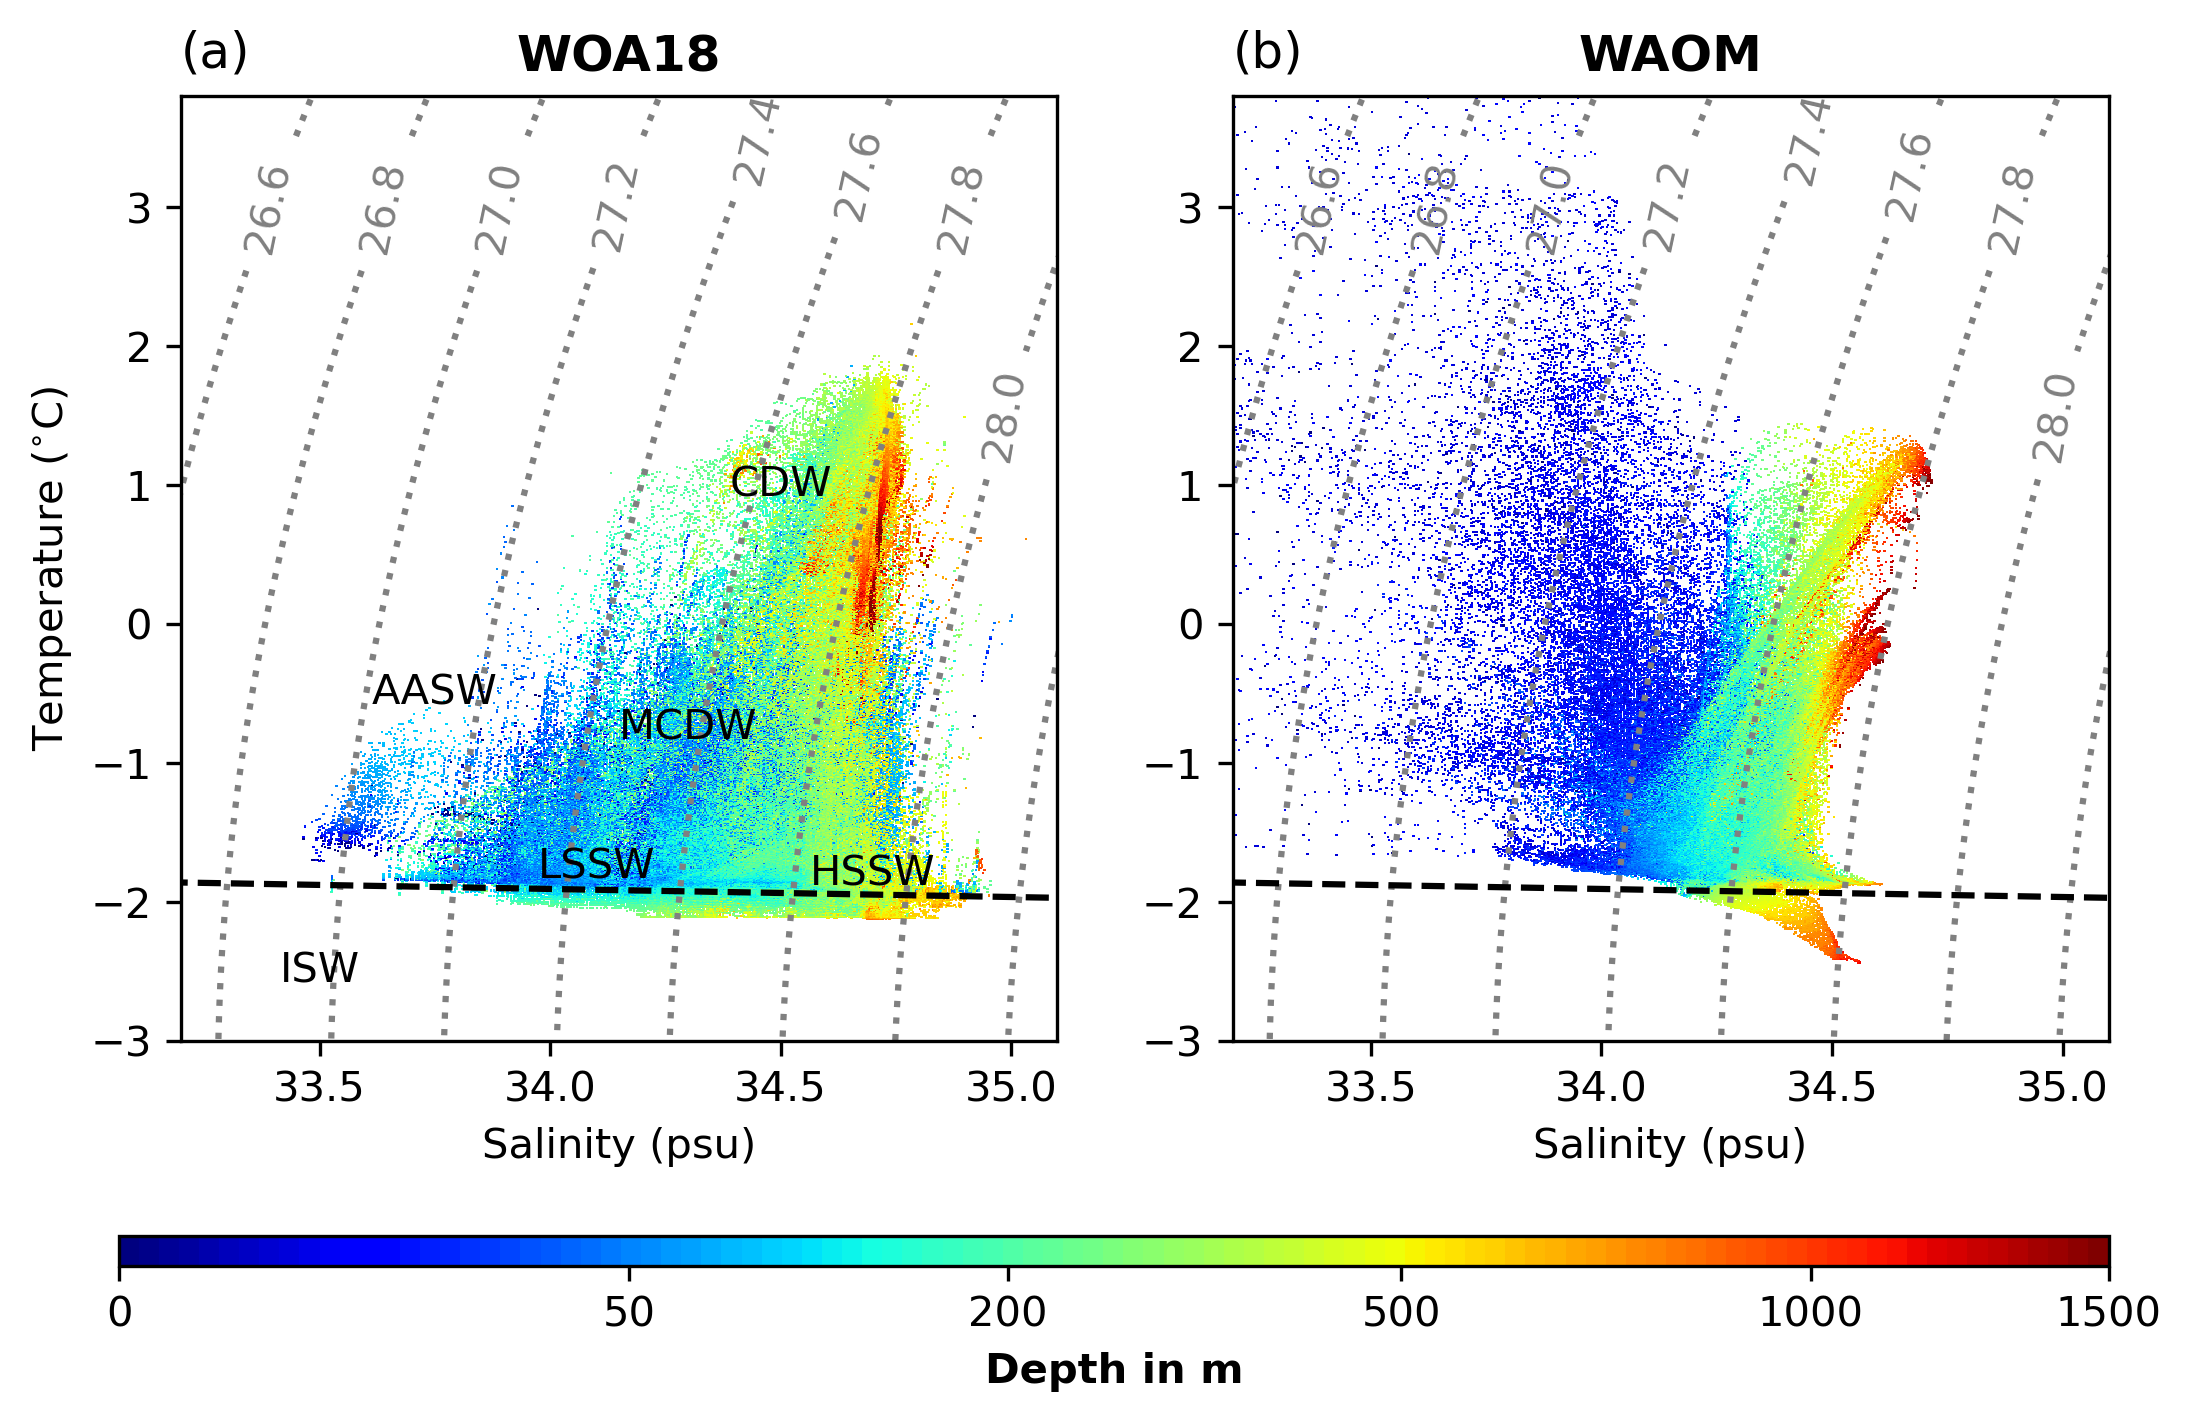 (a) WOA18
(b) WAOM
26.6 26.8 27.0 27.2 27.4 27.6 27.8 28.0
26.6 26.8 27.0 27.2 27.4 27.6 27.8 28.0
CDW
AASW
MCDW
LSSW
HSSW
ISW
Temperature (°C)
3
2
1
0
−1
−2
−3
3
2
1
0
−1
−2
−3
33.5 34.0 34.5 35.0
33.5 34.0 34.5 35.0
Salinity (psu)
Salinity (psu)
0 50 200 500 1000 1500
Depth in m